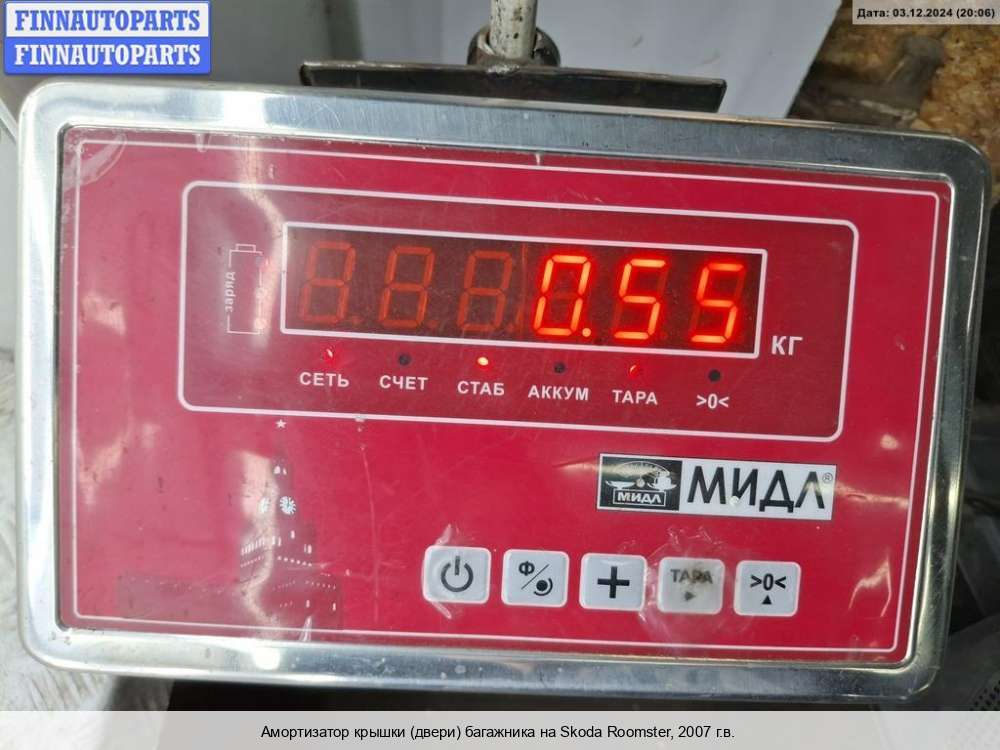 FINNAUTOPARTS
FINNAUTOPARTS
Дата: 03.12.2024 (20:06)
заряд
0.55
КГ
СЕТЬ СЧЕТ СТАБ АККУМ ТАРА >0<
МИДЛ МИДЛ®
Ф + ТАРА >0<
Амортизатор крышки (двери) багажника на Skoda Roomster, 2007 г.в.